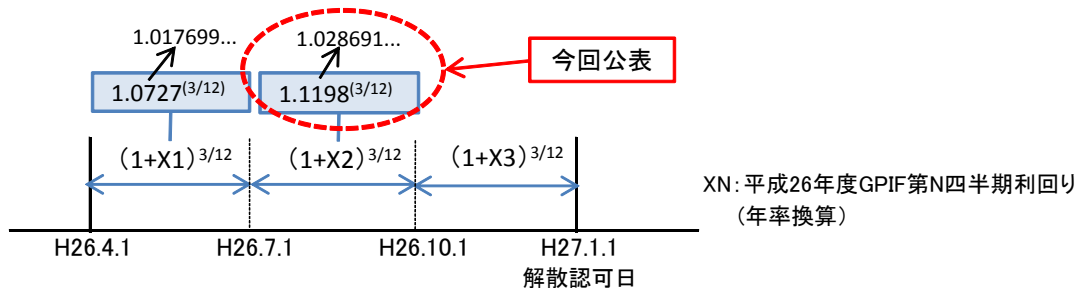 1.017699...
1.028691...
今回公表
1.0727(3/12)
1.1198(3/12)
(1+X1)3/12
(1+X2)3/12
(1+X3)3/12
XN:平成26年度GPIF第N四半期利回り
(年率換算)
H26.4.1
H26.7.1
H26.10.1
H27.1.1
解散認可日